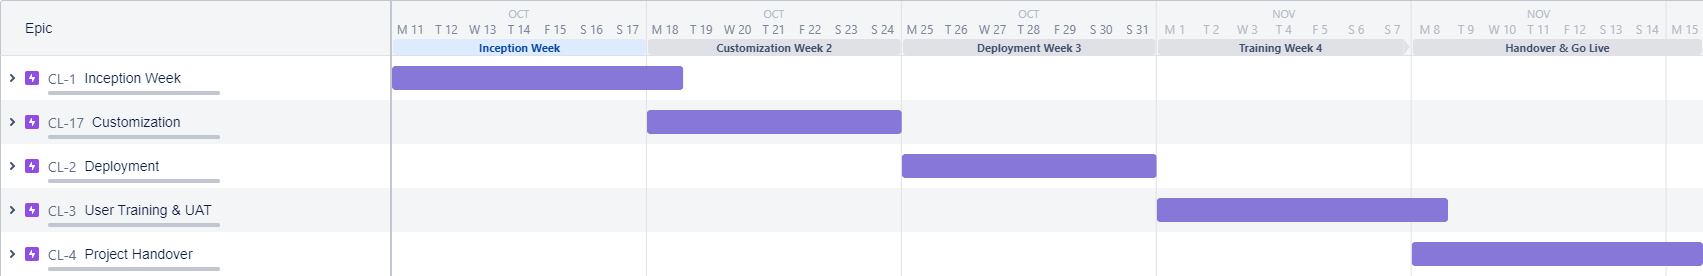 Epic
OCT OCT OCT NOV NOV
M 11 T 12 W 13 T 14 F 15 S 16 S 17 M 18 T 19 W 20 T 21 F 22 S 23 S 24 M 25 T 26 W 27 T 28 F 29 S 30 S 31 M 1 T 2 W 3 T 4 F 5 S 6 S 7 M 8 T 9 W 10 T 11 F 12 S 13 S 14 M 15
Inception Week Customization Week 2 Deployment Week 3 Training Week 4 Handover & Go Live
CL-1 Inception Week
CL-17 Customization
CL-2 Deployment
CL-3 User Training & UAT
CL-4 Project Handover